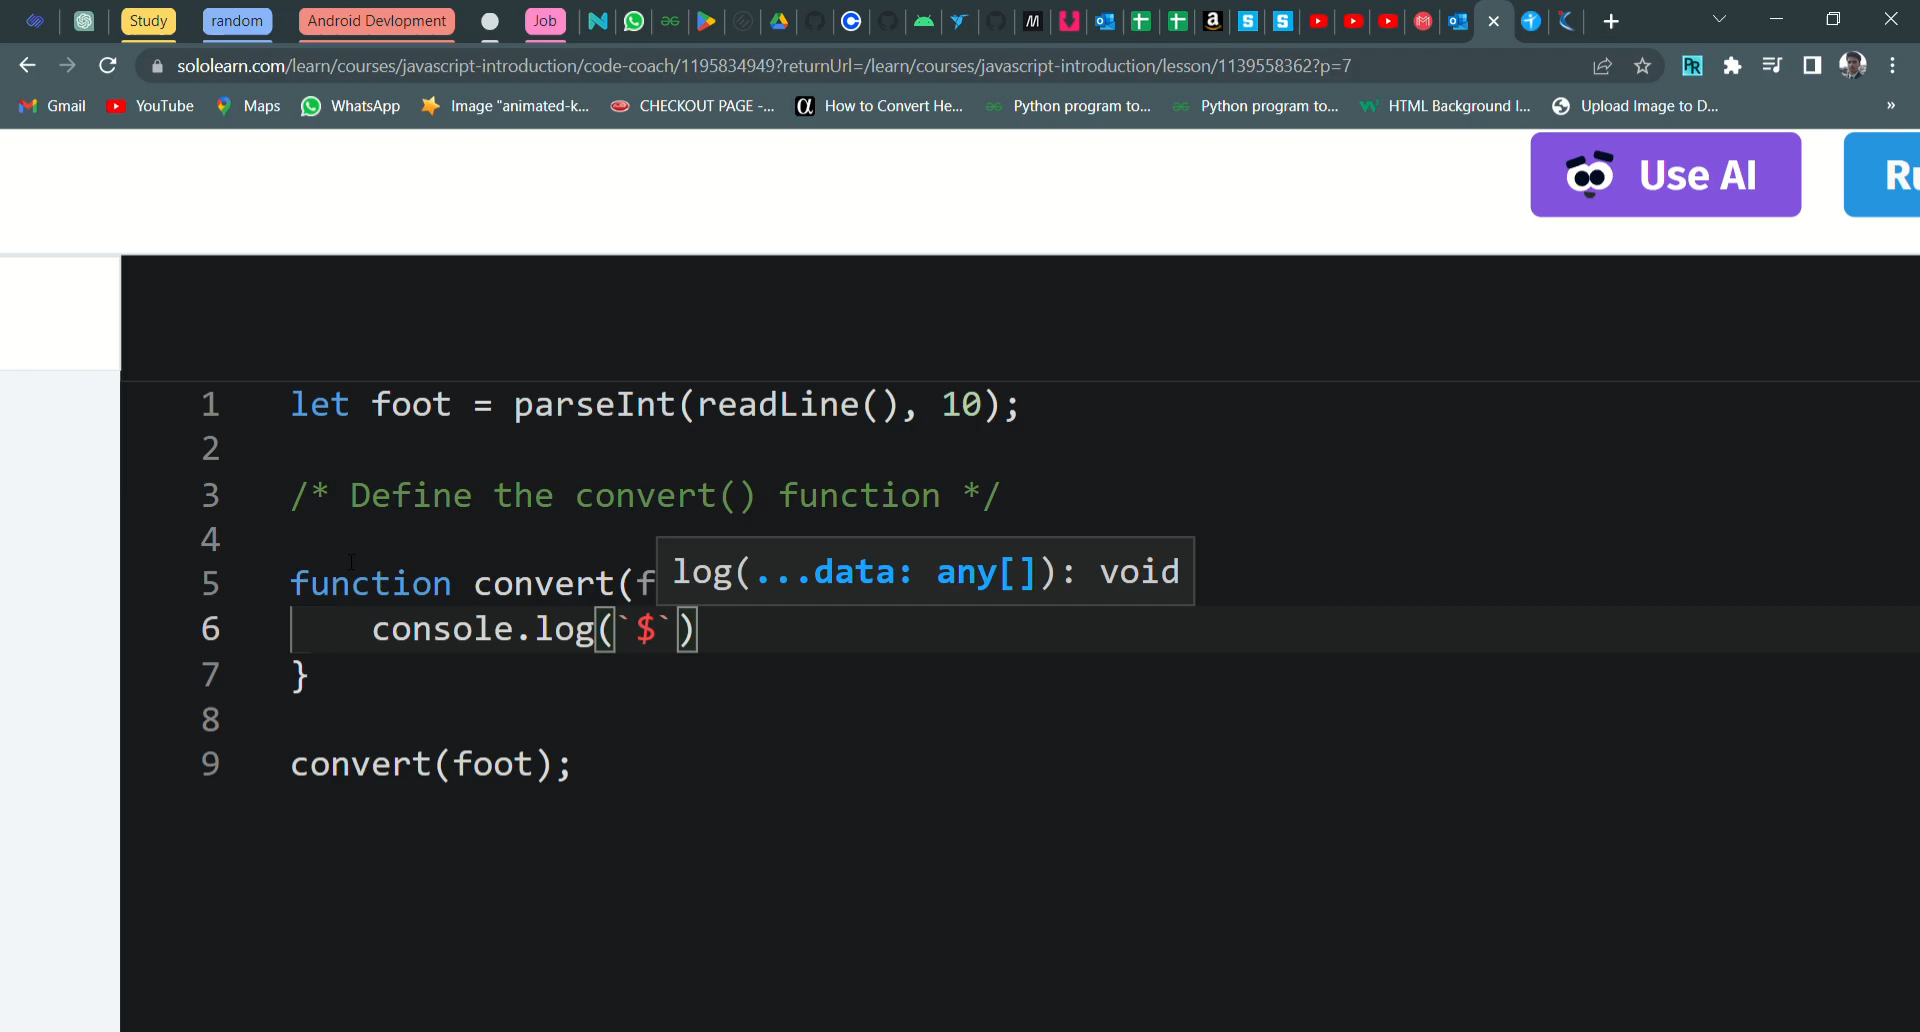 Study random Android Devlopment Job
sololearn.com/learn/courses/javascript-introduction/code-coach/1195834949?returnUrl=/learn/courses/javascript-introduction/lesson/1139558362?p=7
Gmail YouTube Maps WhatsApp Image "animated-k... CHECKOUT PAGE -... How to Convert He... Python program to... Python program to... HTML Background I... Upload Image to D... »
Use AI Ru
1 let foot = parseInt(readLine(), 10);
2
3 /* Define the convert() function */
4
log(...data: any[]): void
5 function convert(f
6 console.log(`$`)
7 }
8
9 convert(foot);